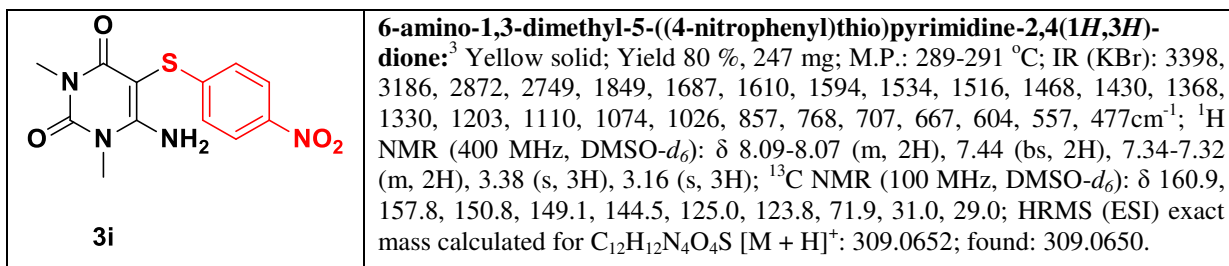 O
N
S
O
N
NH2
NO2
3i
6-amino-1,3-dimethyl-5-((4-nitrophenyl)thio)pyrimidine-2,4(1H,3H)-
dione:3 Yellow solid; Yield 80 %, 247 mg; M.P.: 289-291 oC; IR (KBr): 3398,
3186, 2872, 2749, 1849, 1687, 1610, 1594, 1534, 1516, 1468, 1430, 1368,
1330, 1203, 1110, 1074, 1026, 857, 768, 707, 667, 604, 557, 477cm-1; 1H
NMR (400 MHz, DMSO-d6): δ 8.09-8.07 (m, 2H), 7.44 (bs, 2H), 7.34-7.32
(m, 2H), 3.38 (s, 3H), 3.16 (s, 3H); 13C NMR (100 MHz, DMSO-d6): δ 160.9,
157.8, 150.8, 149.1, 144.5, 125.0, 123.8, 71.9, 31.0, 29.0; HRMS (ESI) exact
mass calculated for C12H12N4O4S [M + H]+: 309.0652; found: 309.0650.